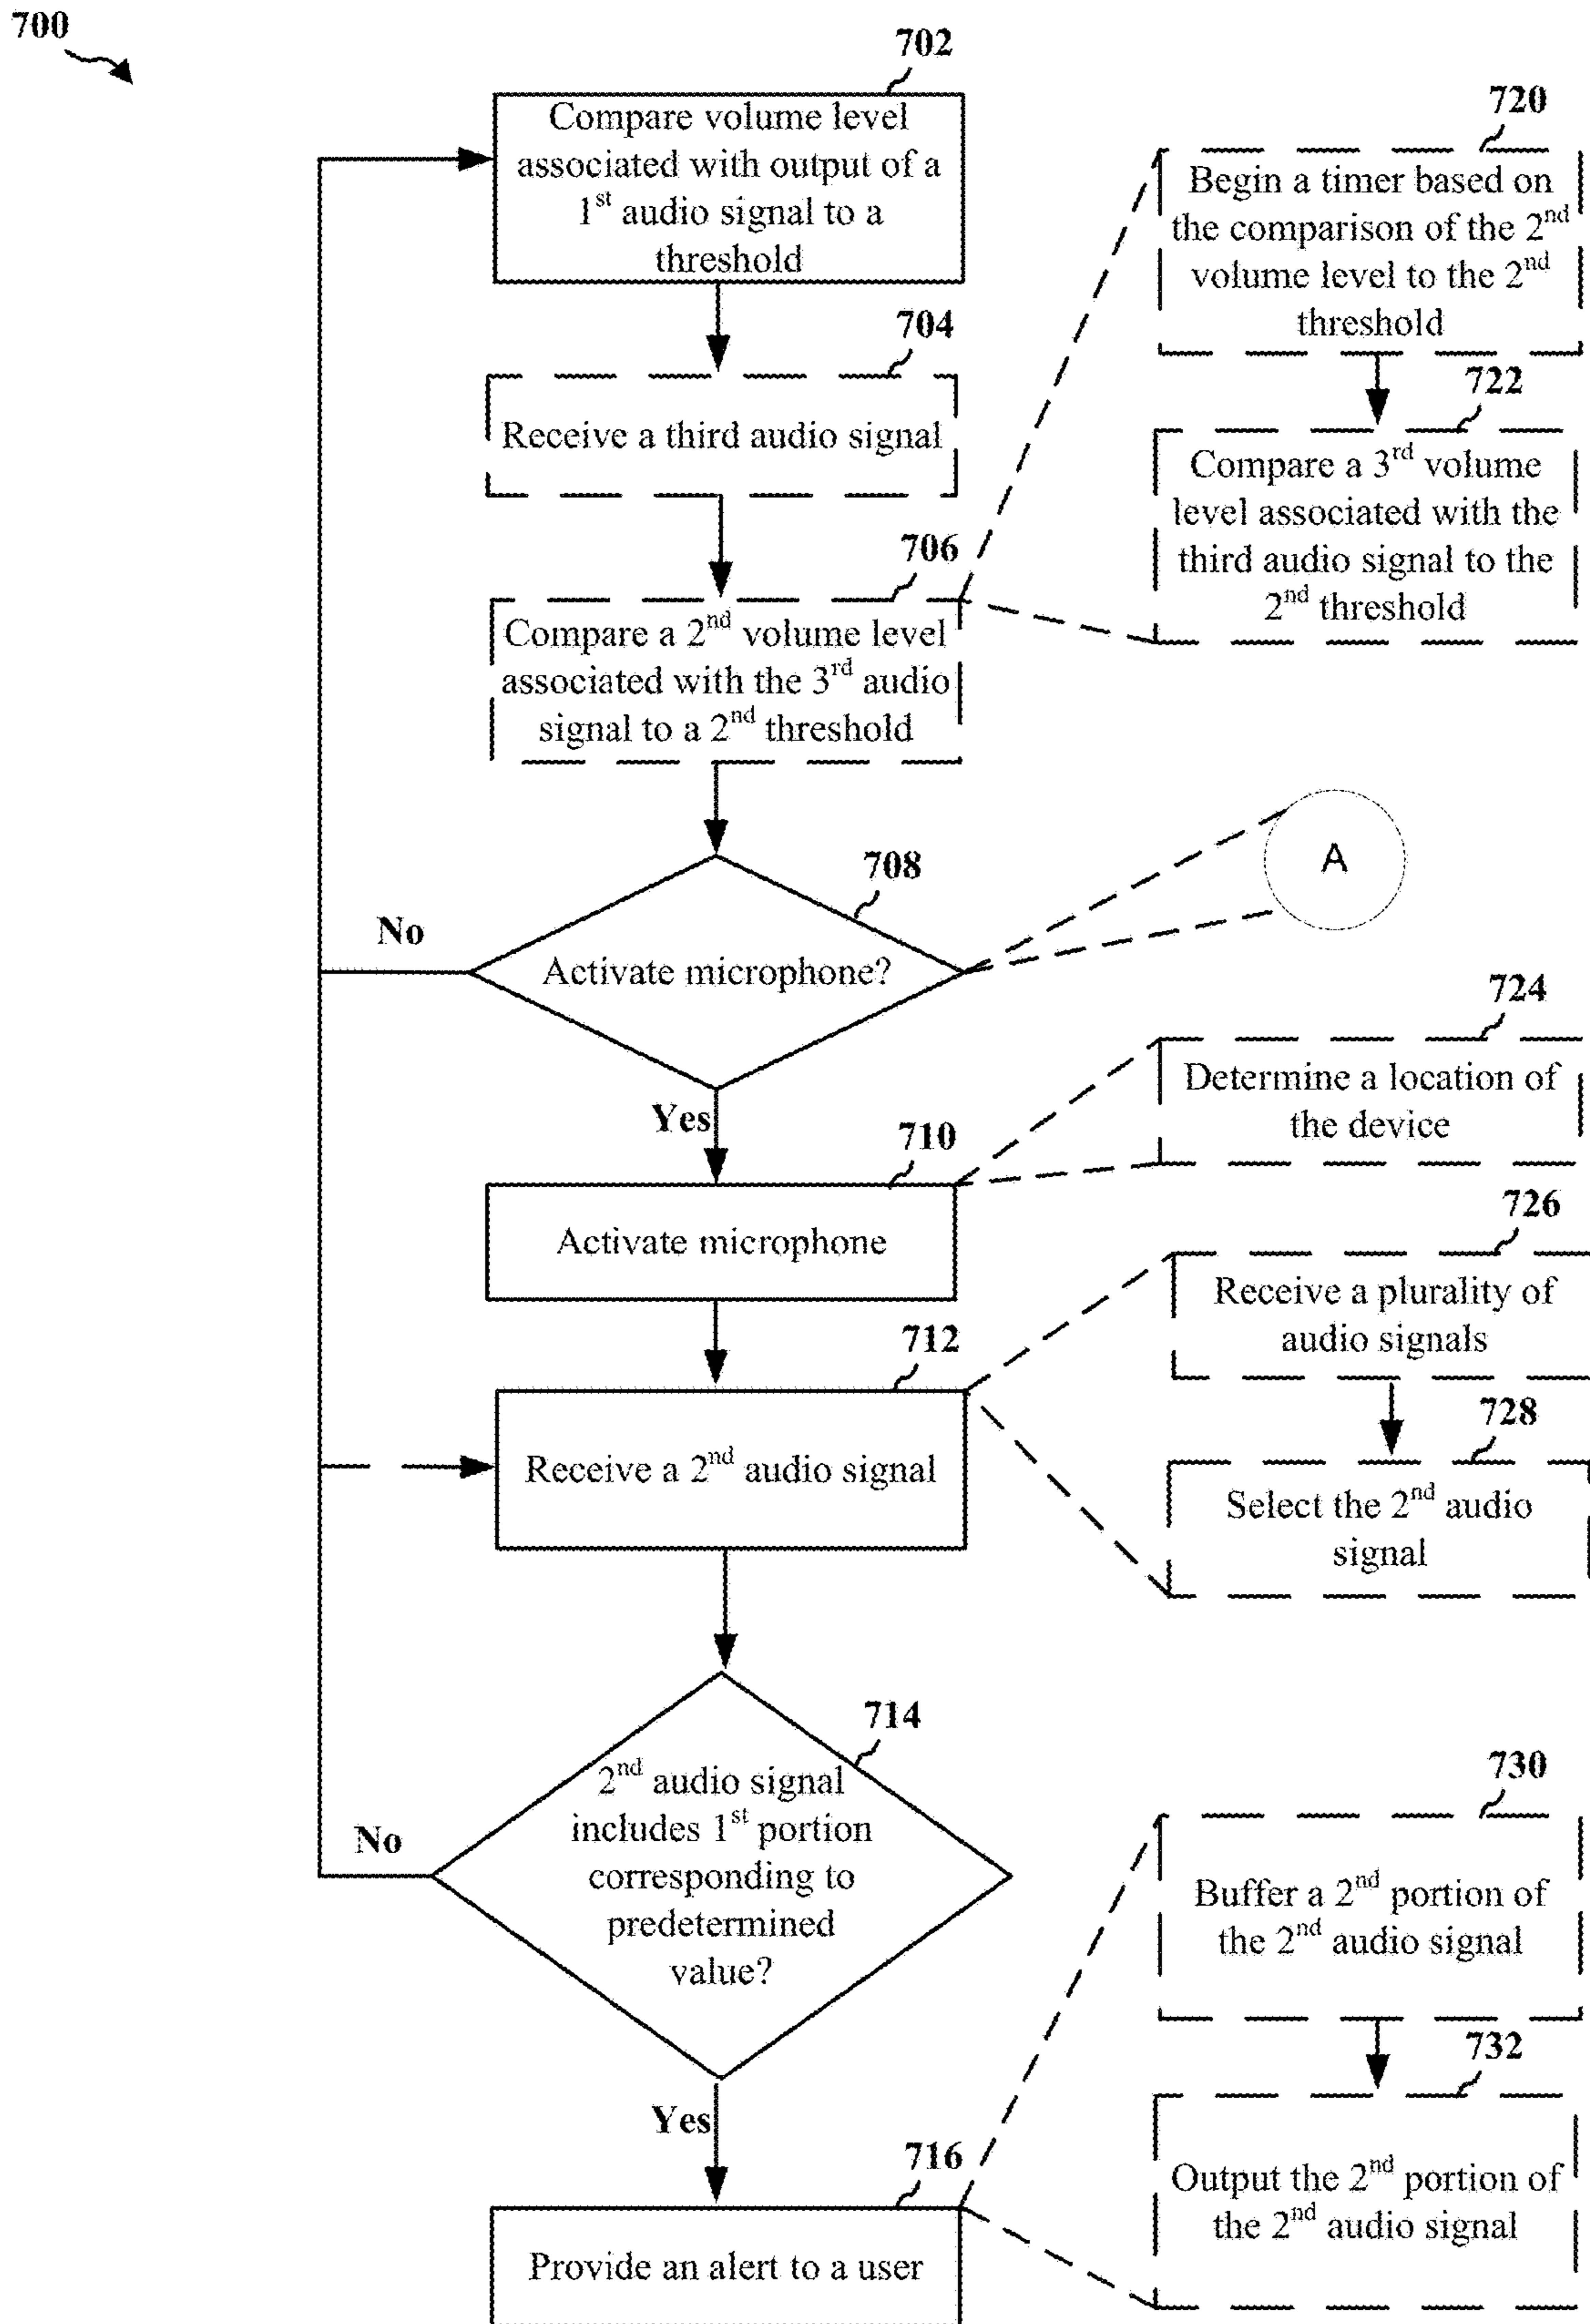 700
702
Compare volume level
associated with output of a
1st audio signal to a
threshold
704
Receive a third audio signal
706
Compare a 2nd volume level
associated with the 3rd audio
signal to a 2nd threshold
720
Begin a timer based on
the comparison of the 2nd
volume level to the 2nd
threshold
722
Compare a 3rd volume
level associated with the
third audio signal to the
2nd threshold
708
Activate microphone?
No
Yes
A
710
Activate microphone
724
Determine a location of
the device
712
Receive a 2nd audio signal
726
Receive a plurality of
audio signals
728
Select the 2nd audio
signal
714
2nd audio signal
includes 1st portion
corresponding to
predetermined
value?
No
Yes
716
Provide an alert to a user
730
Buffer a 2nd portion of
the 2nd audio signal
732
Output the 2nd portion of
the 2nd audio signal